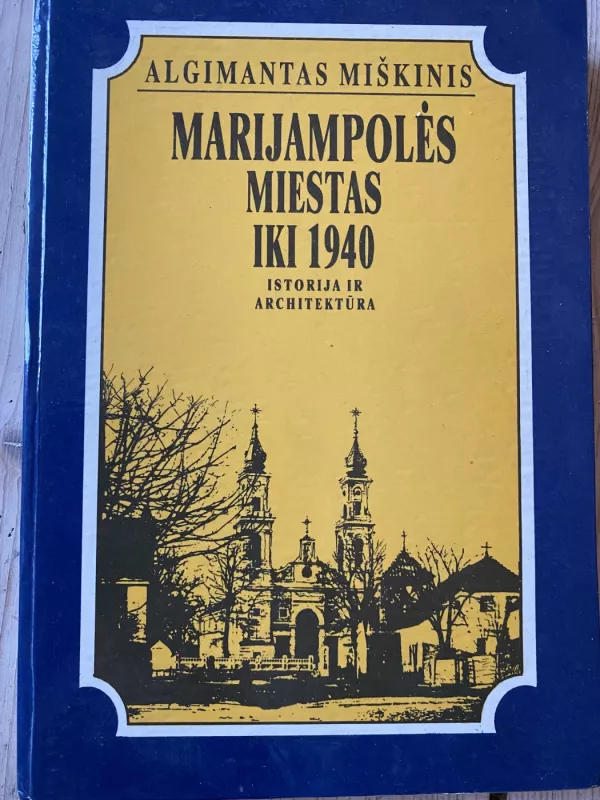 ALGIMANTAS MIŠKINIS
MARIJAMPOLĖS
MIESTAS
IKI 1940
ISTORIJA IR
ARCHITEKTŪRA